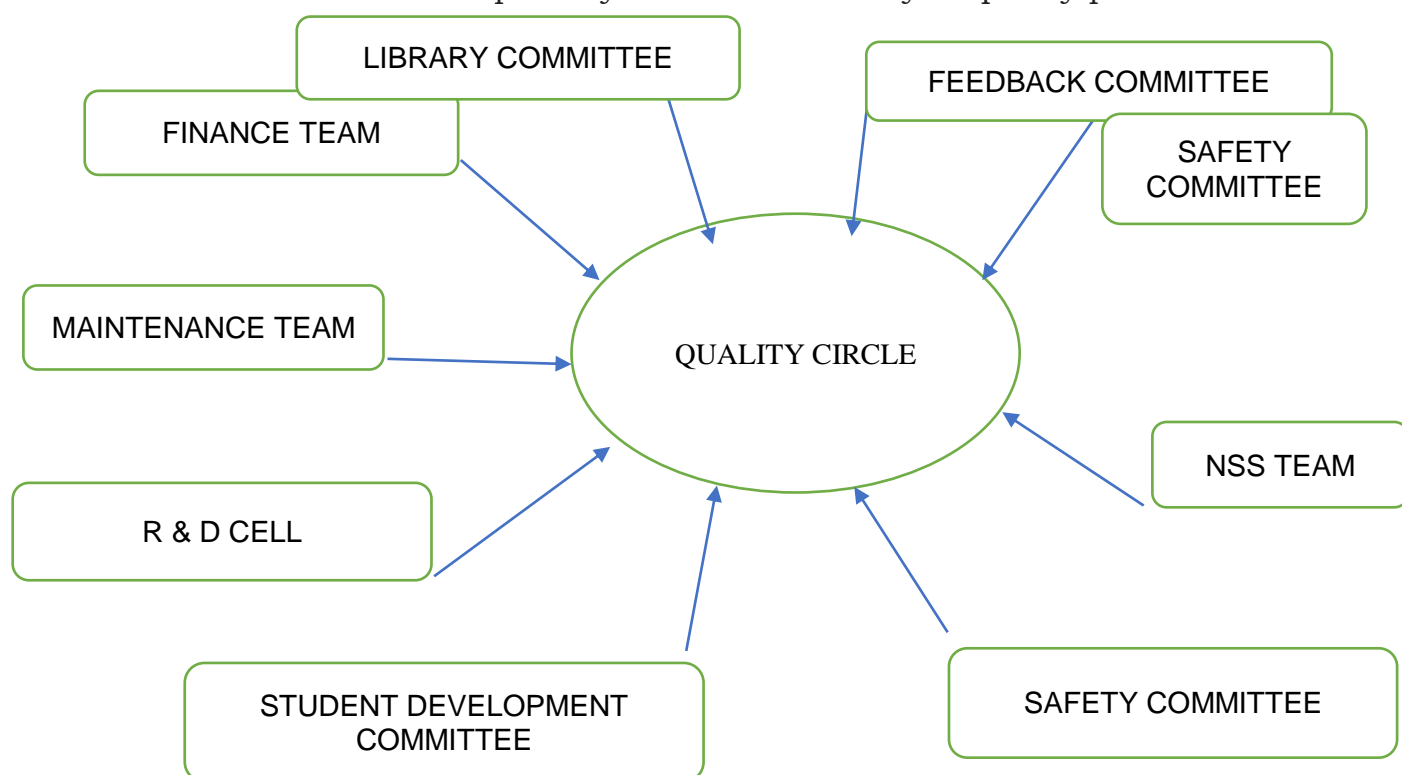 LIBRARY COMMITTEE
FEEDBACK COMMITTEE
FINANCE TEAM
SAFETY
COMMITTEE
MAINTENANCE TEAM
QUALITY CIRCLE
NSS TEAM
R & D CELL
STUDENT DEVELOPMENT
COMMITTEE
SAFETY COMMITTEE